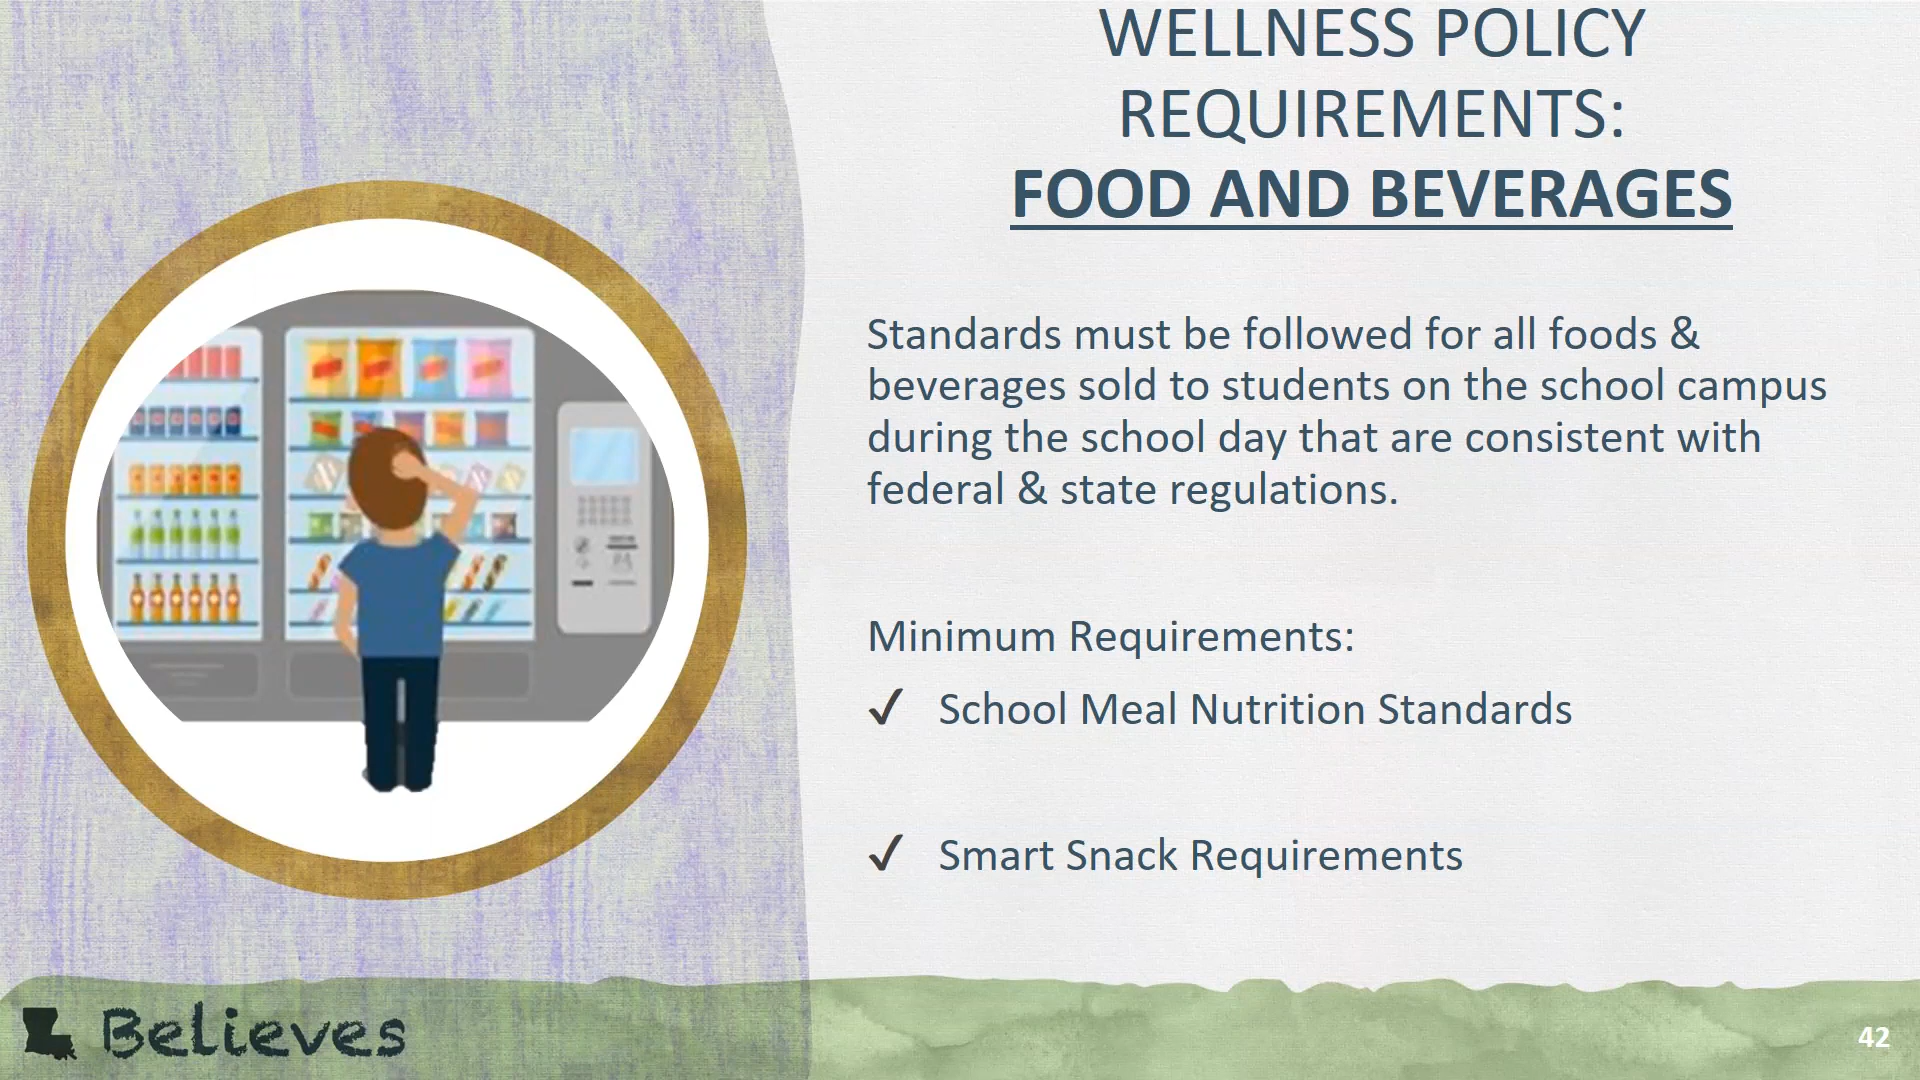 WELLNESS POLICY
REQUIREMENTS:
FOOD AND BEVERAGES
Standards must be followed for all foods &
beverages sold to students on the school campus
during the school day that are consistent with
federal & state regulations.
Minimum Requirements:
✓ School Meal Nutrition Standards
✓ Smart Snack Requirements
Believes
42